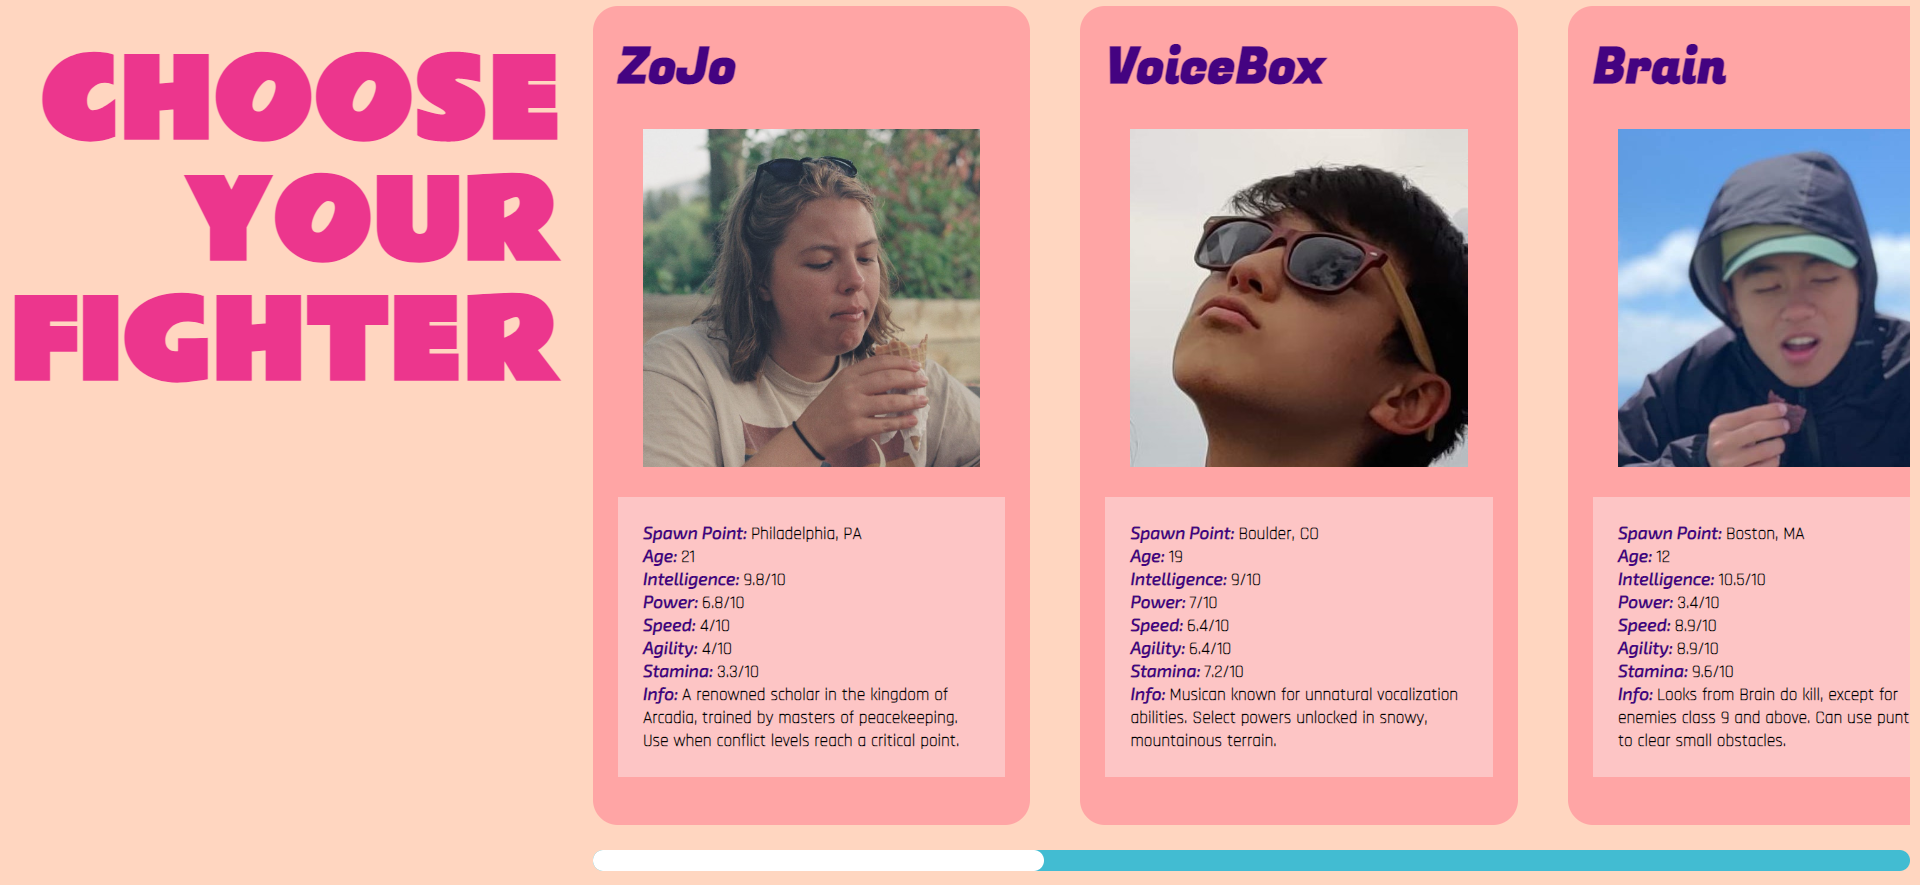 CHOOSE
YOUR
FIGHTER
ZoJo
Spawn Point: Philadelphia, PA
Age: 21
Intelligence: 9.8/10
Power: 6.8/10
Speed: 4/10
Agility: 4/10
Stamina: 3.3/10
Info: A renowned scholar in the kingdom of
Arcadia, trained by masters of peacekeeping.
Use when conflict levels reach a critical point.
VoiceBox
Spawn Point: Boulder, CO
Age: 19
Intelligence: 9/10
Power: 7/10
Speed: 6.4/10
Agility: 6.4/10
Stamina: 7.2/10
Info: Musican known for unnatural vocalization
abilities. Select powers unlocked in snowy,
mountainous terrain.
Brain
Spawn Point: Boston, MA
Age: 12
Intelligence: 10.5/10
Power: 3.4/10
Speed: 8.9/10
Agility: 8.9/10
Stamina: 9.6/10
Info: Looks from Brain do kill, except for
enemies class 9 and above. Can use punt
to clear small obstacles.